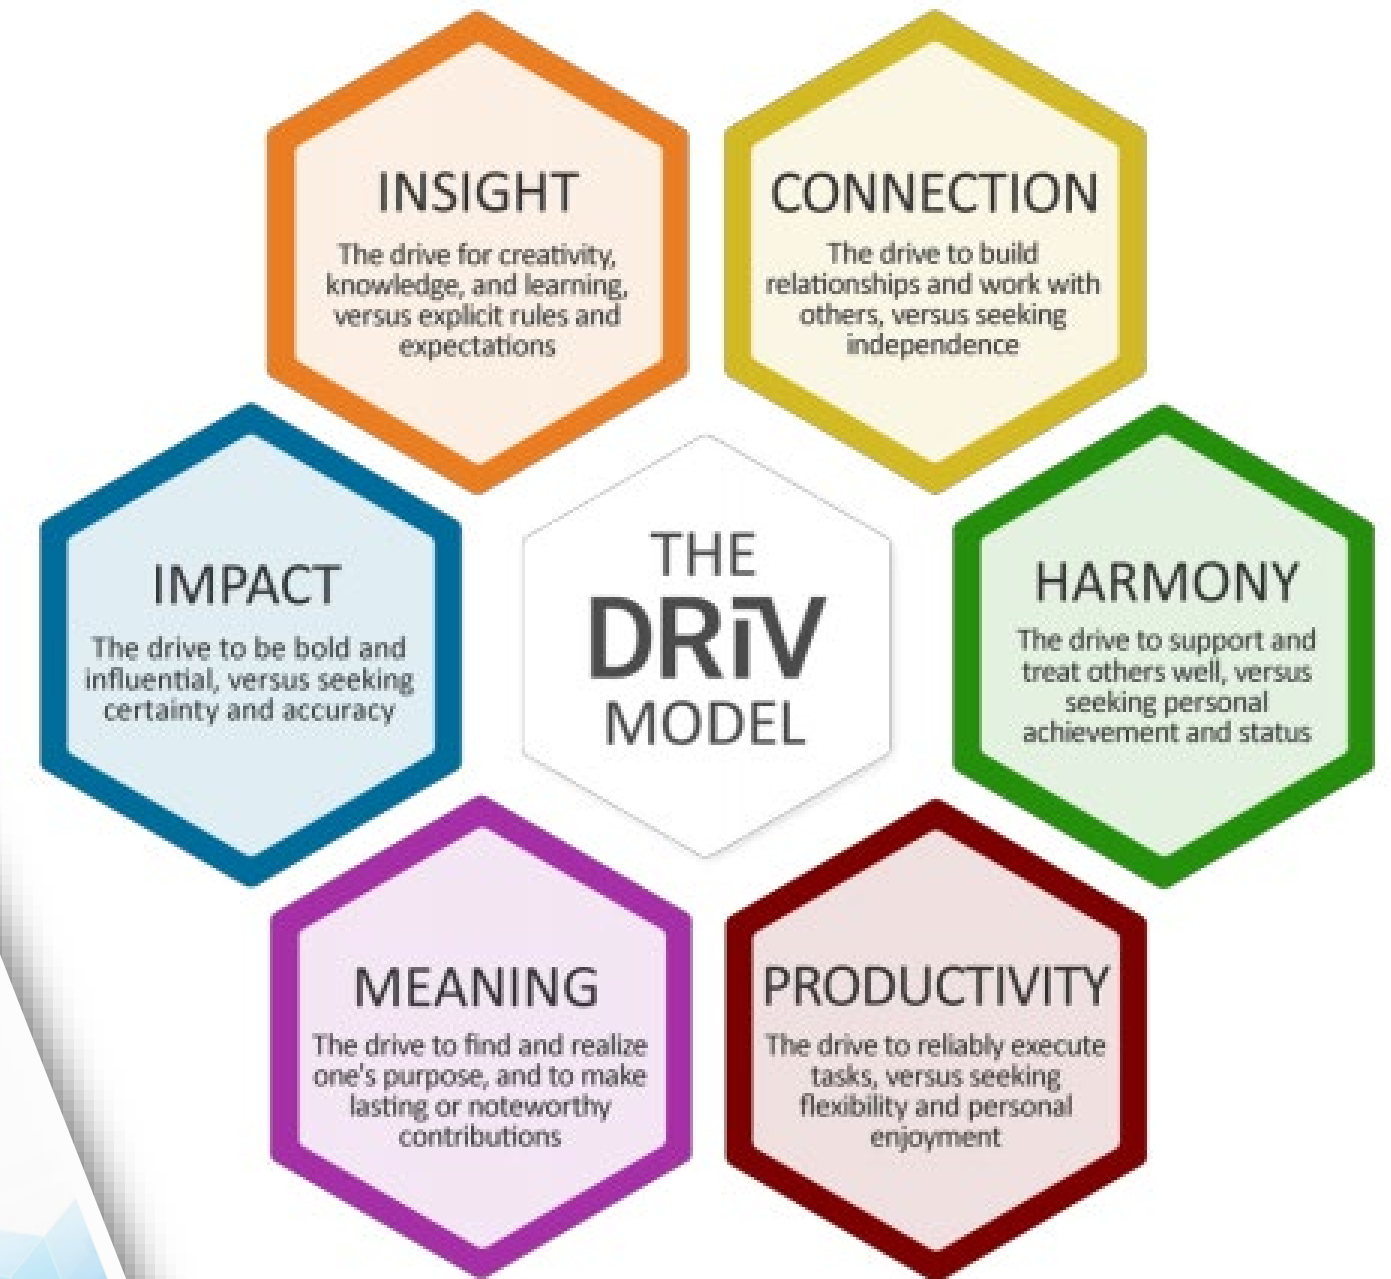 INSIGHT
The drive for creativity,
knowledge, and learning,
versus explicit rules and
expectations
CONNECTION
The drive to build
relationships and work with
others, versus seeking
independence
IMPACT
The drive to be bold and
influential, versus seeking
certainty and accuracy
THE
DRiV
MODEL
HARMONY
The drive to support and
treat others well, versus
seeking personal
achievement and status
MEANING
The drive to find and realize
one's purpose, and to make
lasting or noteworthy
contributions
PRODUCTIVITY
The drive to reliably execute
tasks, versus seeking
flexibility and personal
enjoyment